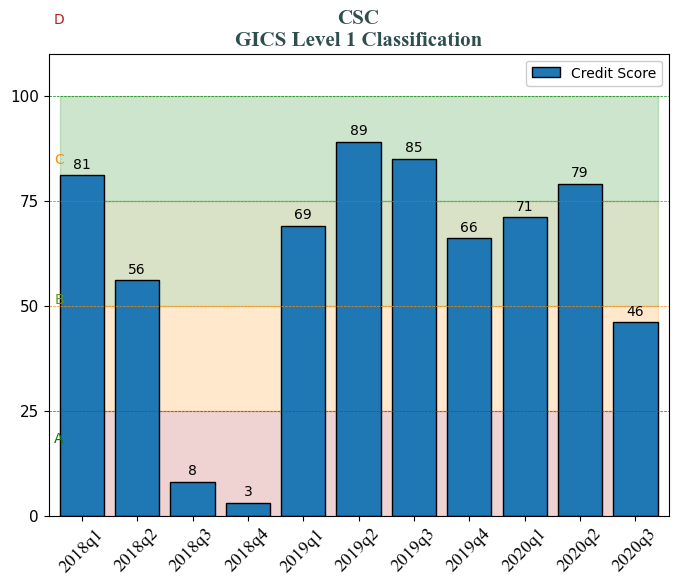 D
CSC
GICS Level 1 Classification
Credit Score
100
75
50
25
0
C
B
A
81
56
8
3
69
89
85
66
71
79
46
2018q1
2018q2
2018q3
2018q4
2019q1
2019q2
2019q3
2019q4
2020q1
2020q2
2020q3